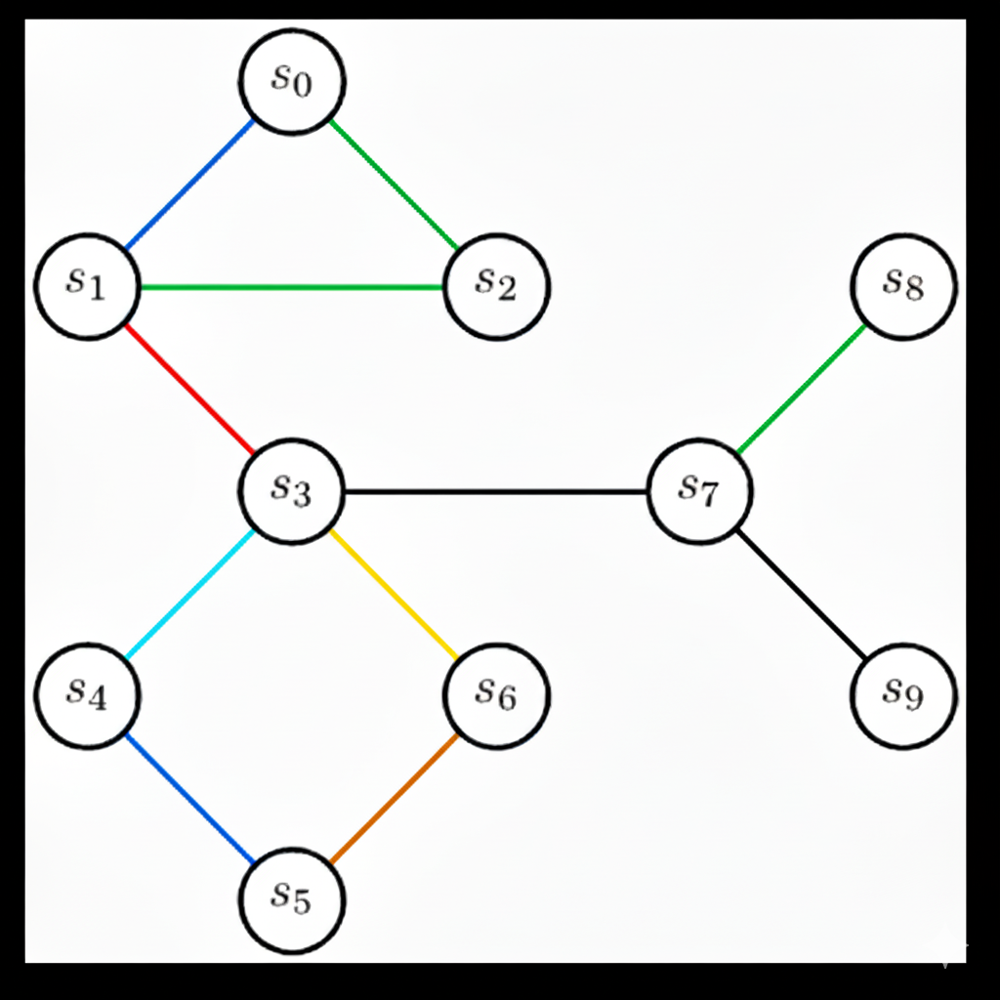 s₀
s₁ s₂ s₈
s₃ s₇
s₄ s₆ s₉
s₅